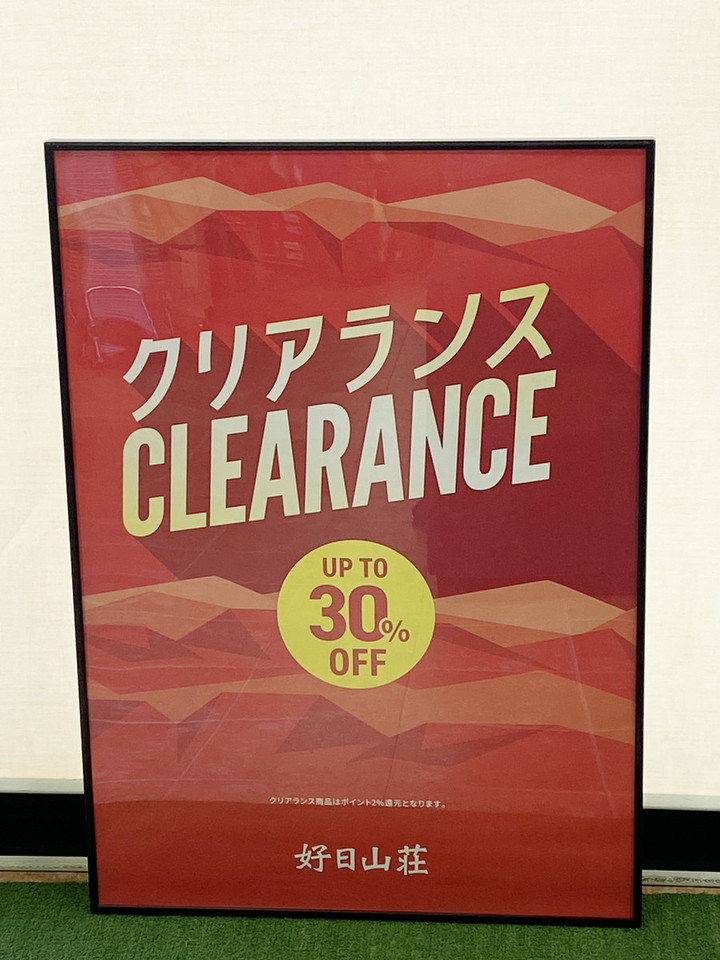 クリアランス
CLEARANCE
UP TO
30%
OFF
クリアランス商品はポイント2%還元となります。
好日山荘